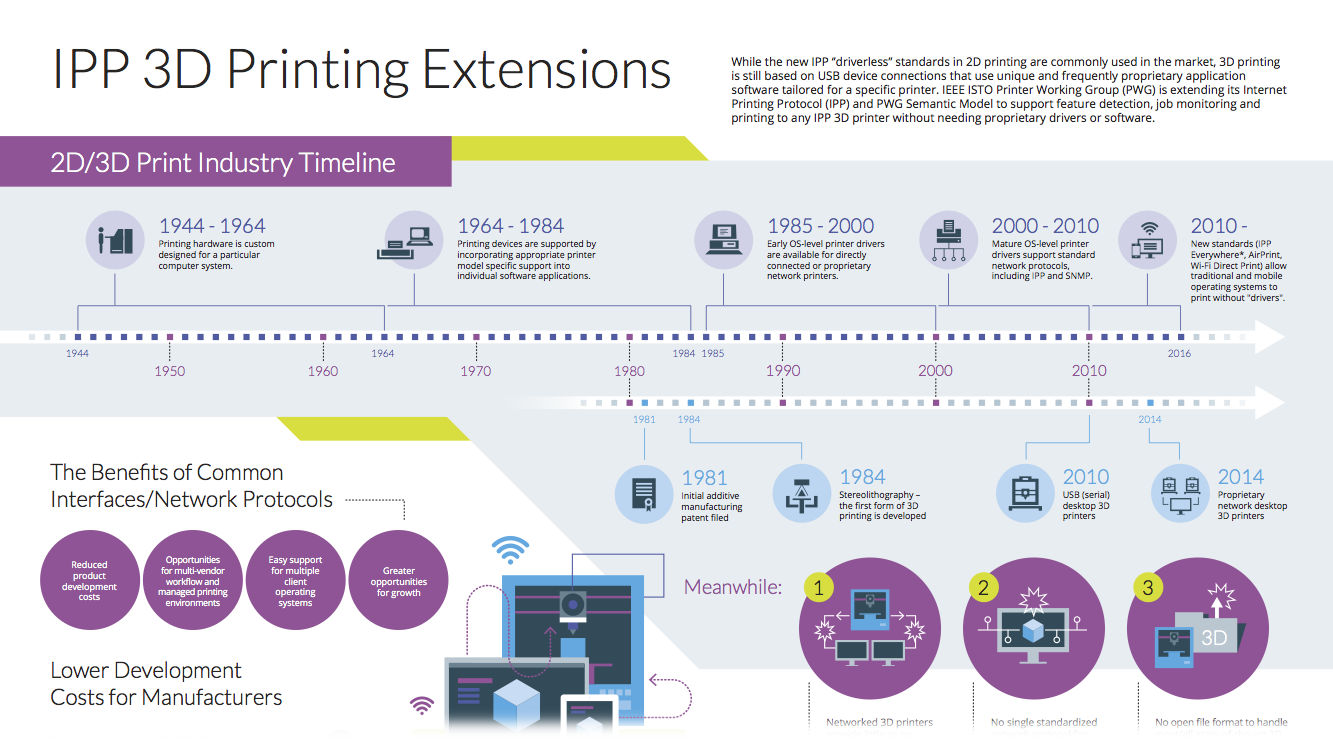 IPP 3D Printing Extensions
While the new IPP “driverless” standards in 2D printing are commonly used in the market, 3D printing
is still based on USB device connections that use unique and frequently proprietary application
software tailored for a specific printer. IEEE ISTO Printer Working Group (PWG) is extending its Internet
Printing Protocol (IPP) and PWG Semantic Model to support feature detection, job monitoring and
printing to any IPP 3D printer without needing proprietary drivers or software.
2D/3D Print Industry Timeline
1944 - 1964
Printing hardware is custom
designed for a particular
computer system.
1964 - 1984
Printing devices are supported by
incorporating appropriate printer
model specific support into
individual software applications.
1985 - 2000
Early OS-level printer drivers
are available for directly
connected or proprietary
network printers.
2000 - 2010
Mature OS-level printer
drivers support standard
network protocols,
including IPP and SNMP.
2010 -
New standards (IPP
Everywhere*, AirPrint,
Wi-Fi Direct Print) allow
traditional and mobile
operating systems to
print without "drivers".
1944
1964
1984
1985
2016
1950
1960
1970
1980
1990
2000
2010
1981
1984
2014
1981
Initial additive
manufacturing
patent filed
1984
Stereolithography –
the first form of 3D
printing is developed
2010
USB (serial)
desktop 3D
printers
2014
Proprietary
network desktop
3D printers
The Benefits of Common
Interfaces/Network Protocols
Reduced
product
development
costs
Opportunities
for multi-vendor
workflow and
managed printing
environments
Easy support
for multiple
client
operating
systems
Greater
opportunities
for growth
Lower Development
Costs for Manufacturers
Meanwhile:
1
2
3
3D
Networked 3D printers
No single standardized
No open file format to handle